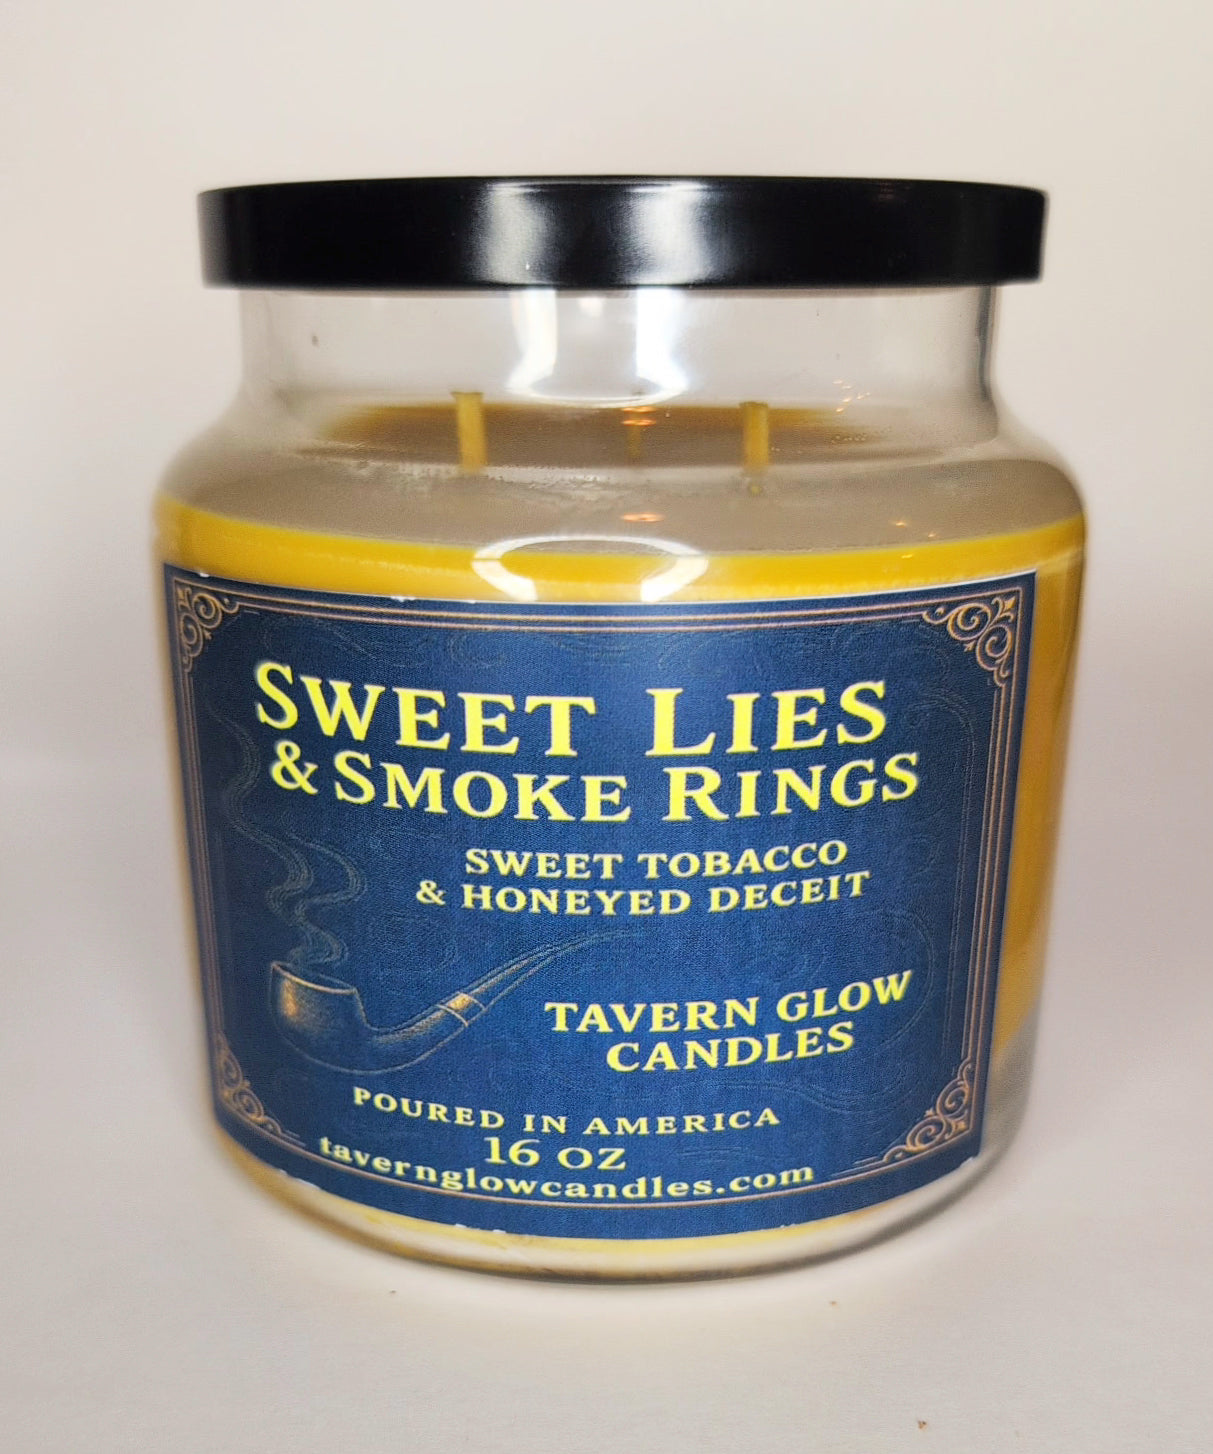 SWEET LIES
& SMOKE RINGS
SWEET TOBACCO
& HONEYED DECEIT
TAVERN GLOW
CANDLES
POURED IN AMERICA
16 OZ
tavernglowcandles.com